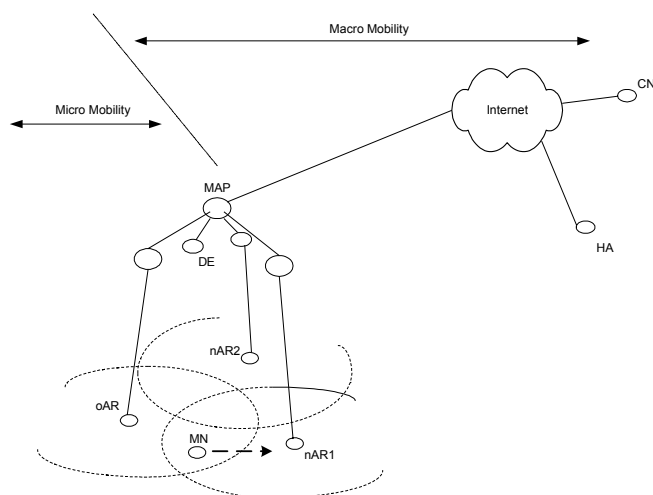 Macro Mobility
CN
Internet
Micro Mobility
MAP
HA
DE
nAR2
oAR
MN
nAR1